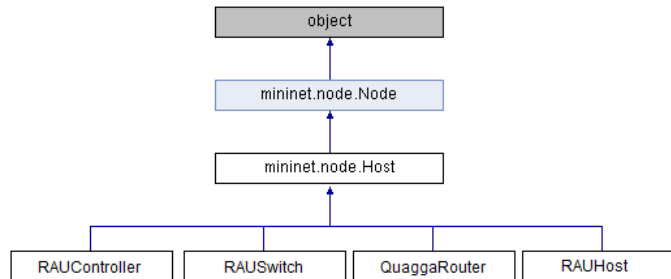 object
mininet.node.Node
mininet.node.Host
RAUController
RAUSwitch
QuaggaRouter
RAUHost